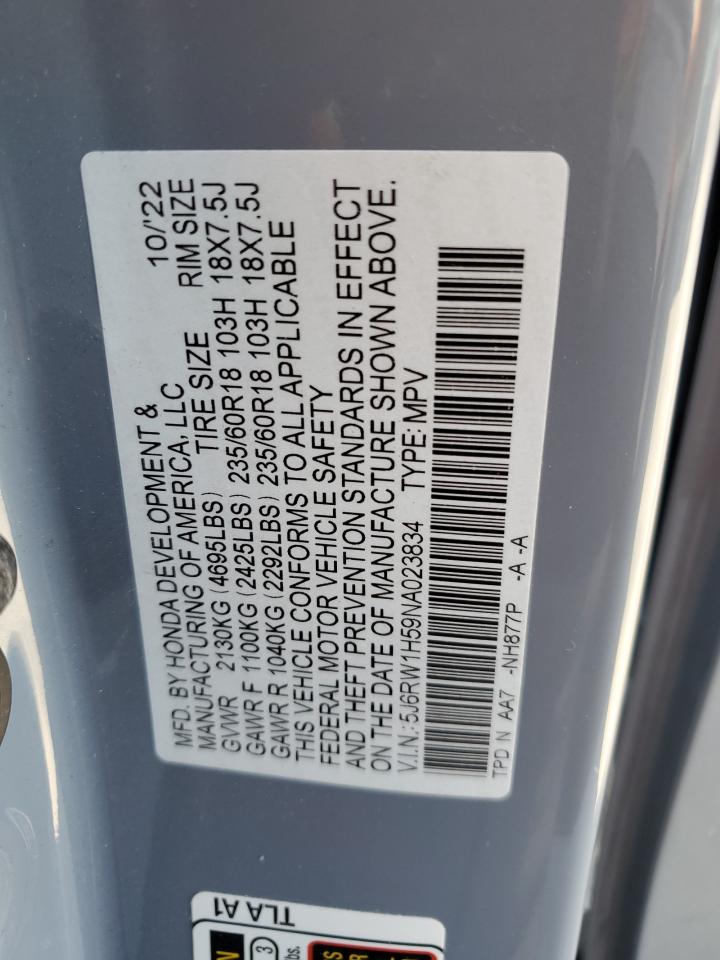 MFD. BY HONDA DEVELOPMENT & 10/'22
MANUFACTURING OF AMERICA, LLC
TIRE SIZE RIM SIZE
GVWR 2130KG (4695LBS)
GAWR F 1100KG (2425LBS) 235/60R18 103H 18X7.5J
GAWR R 1040KG (2292LBS) 235/60R18 103H 18X7.5J
THIS VEHICLE CONFORMS TO ALL APPLICABLE
FEDERAL MOTOR VEHICLE SAFETY
AND THEFT PREVENTION STANDARDS IN EFFECT
ON THE DATE OF MANUFACTURE SHOWN ABOVE.
V.I.N.: 5J6RW1H59NA023834 TYPE: MPV
TPD N AA7 -NH877P -A -A
TLA A1
3